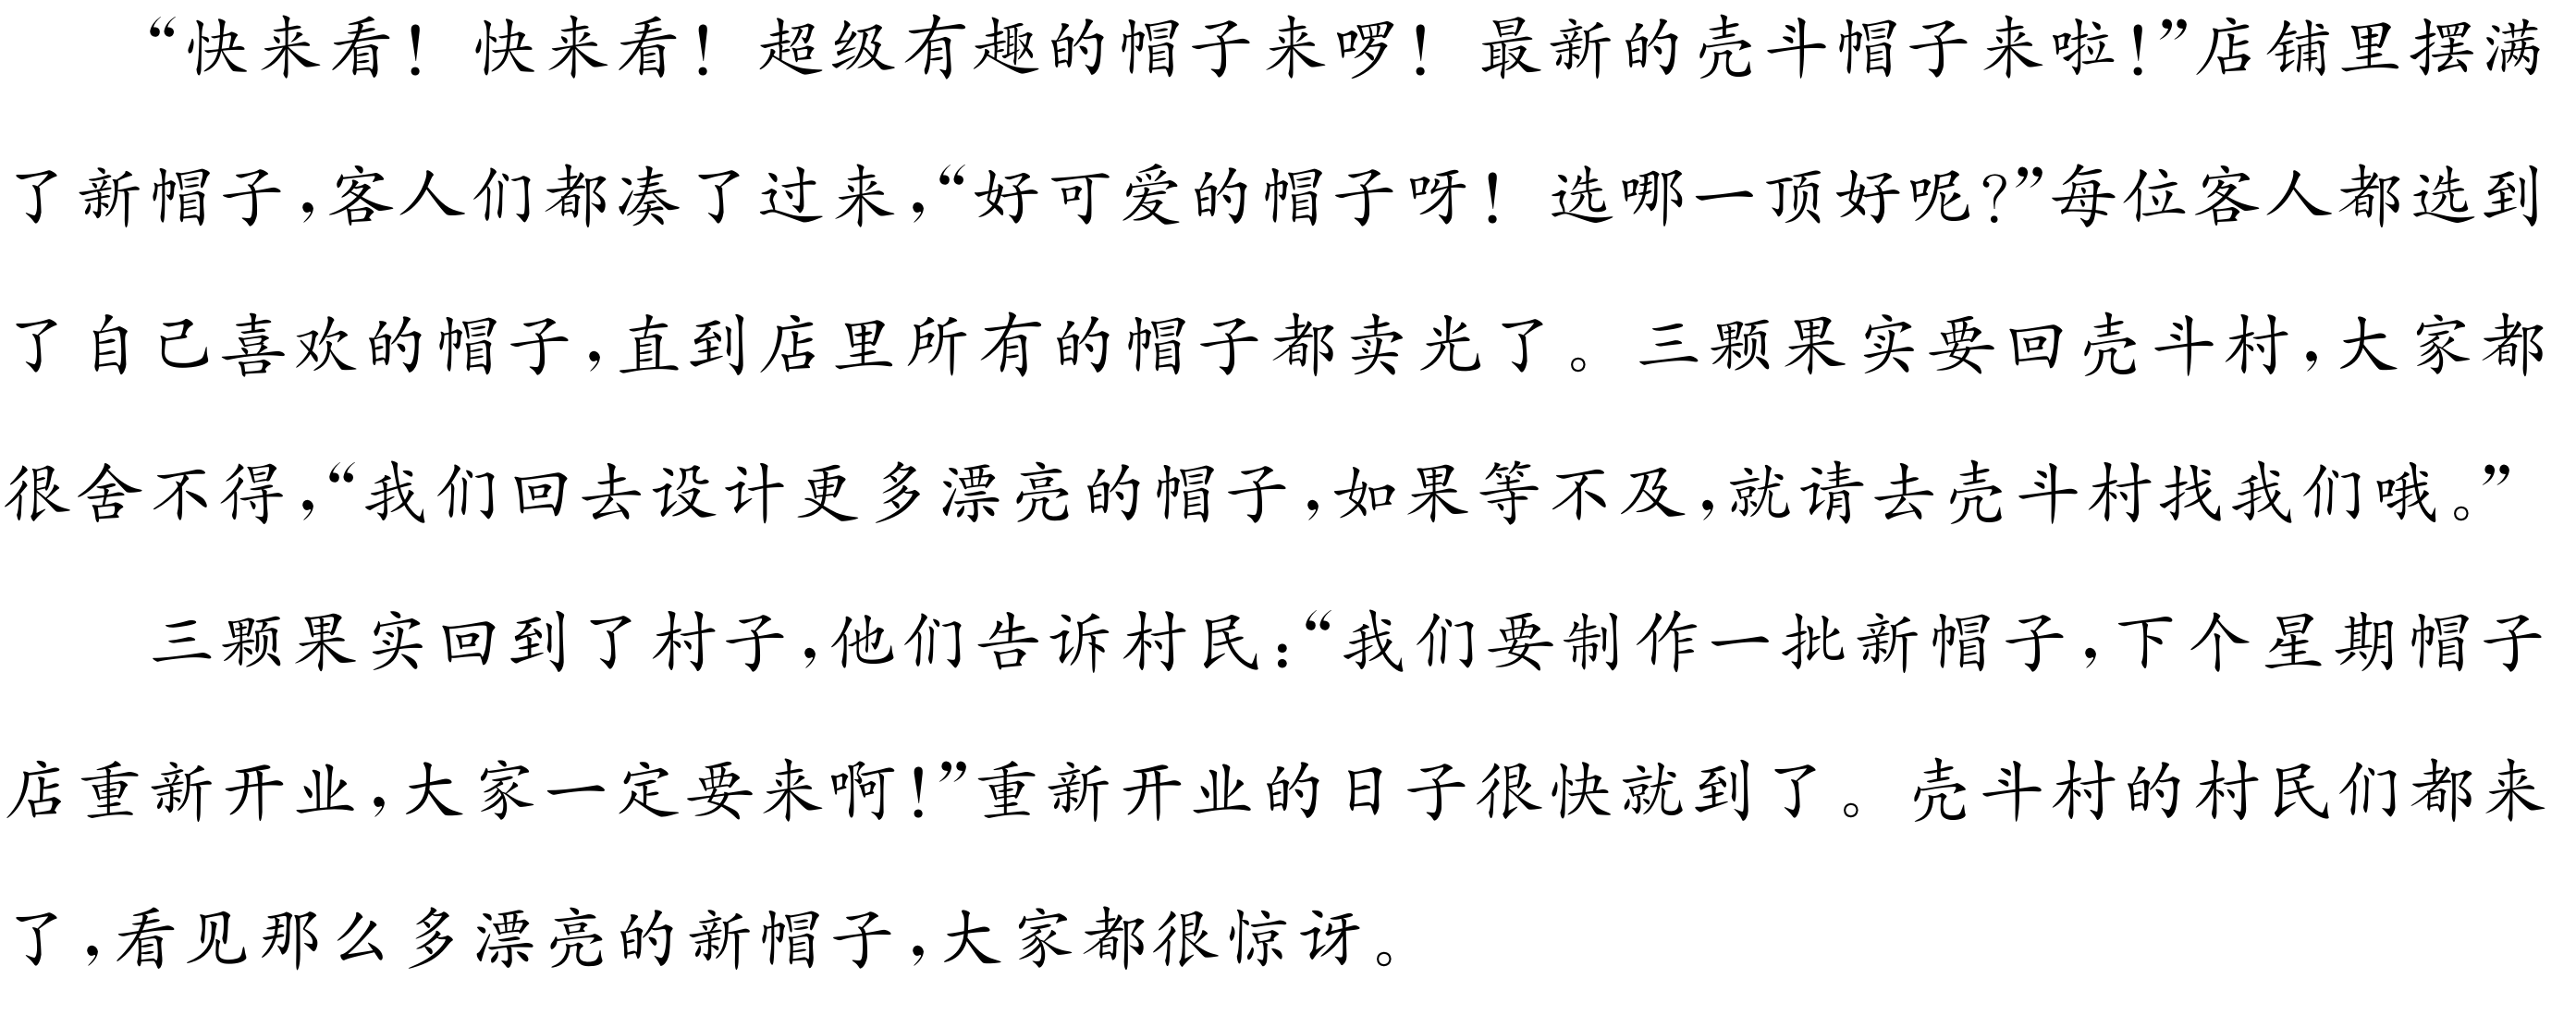 “快来看！快来看！超级有趣的帽子来啰！最新的壳斗帽子来啦！”店铺里摆满
了新帽子，客人们都凑了过来，“好可爱的帽子呀！选哪一顶好呢？”每位客人都选到
了自己喜欢的帽子，直到店里所有的帽子都卖光了。三颗果实要回壳斗村，大家都
很舍不得，“我们回去设计更多漂亮的帽子，如果等不及，就请去壳斗村找我们哦。”
三颗果实回到了村子，他们告诉村民：“我们要制作一批新帽子，下个星期帽子
店重新开业，大家一定要来啊！”重新开业的日子很快就到了。壳斗村的村民们都来
了，看见那么多漂亮的新帽子，大家都很惊讶。